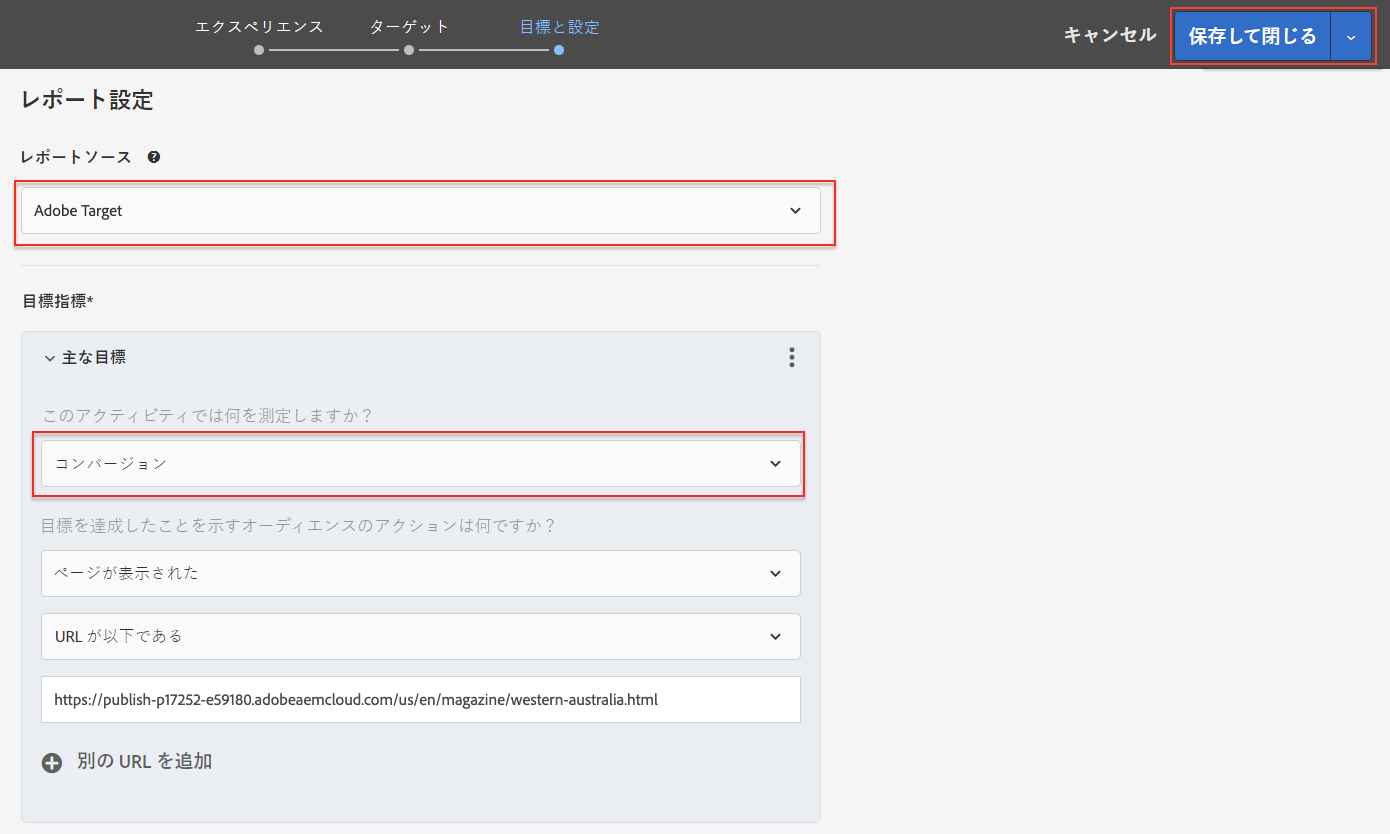 エクスペリエンス ターゲット 目標と設定 キャンセル 保存して閉じる
レポート設定
レポートソース
Adobe Target
目標指標*
主な目標
このアクティビティでは何を測定しますか？
コンバージョン
目標を達成したことを示すオーディエンスのアクションは何ですか？
ページが表示された
URL が以下である
https://publish-p17252-e59180.adobeaemcloud.com/us/en/magazine/western-australia.html
別の URL を追加